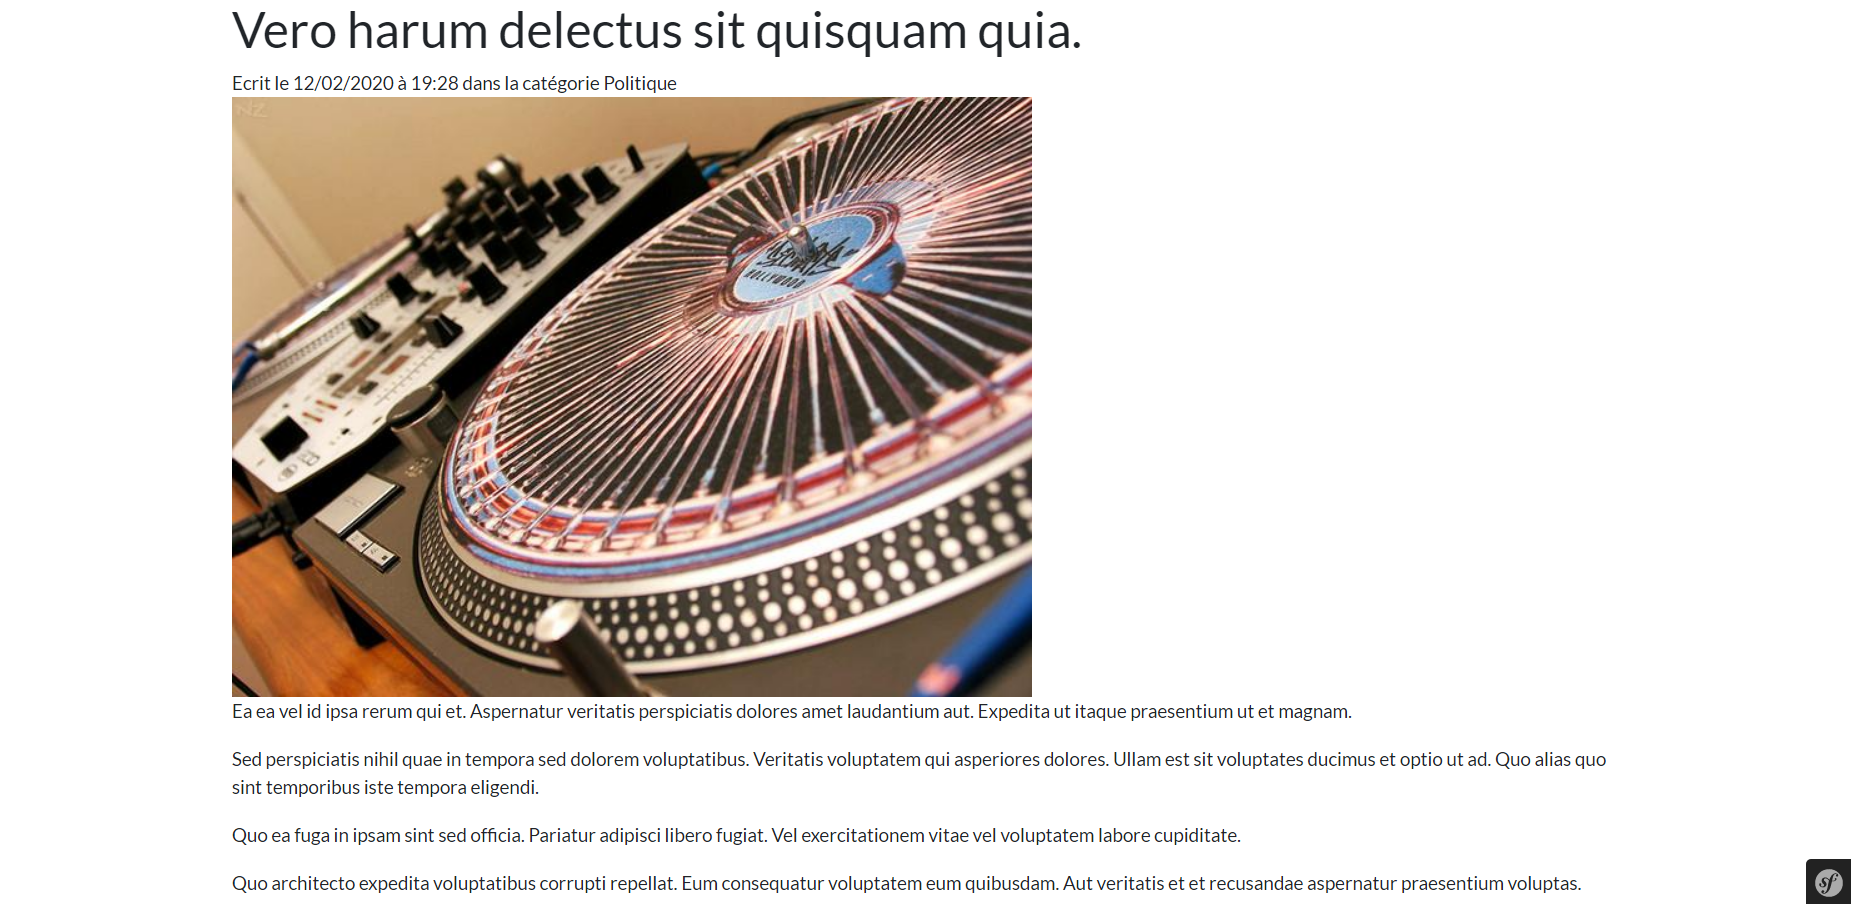 Vero harum delectus sit quisquam quia.
Ecrit le 12/02/2020 à 19:28 dans la catégorie Politique
NZ
HOLLYWOOD
Ea ea vel id ipsa rerum qui et. Aspernatur veritatis perspiciatis dolores amet laudantium aut. Expedita ut itaque praesentium ut et magnam.
Sed perspiciatis nihil quae in tempora sed dolorem voluptatibus. Veritatis voluptatem qui asperiores dolores. Ullam est sit voluptates ducimus et optio ut ad. Quo alias quo
sint temporibus iste tempora eligendi.
Quo ea fuga in ipsam sint sed officia. Pariatur adipisci libero fugiat. Vel exercitationem vitae vel voluptatem labore cupiditate.
Quo architecto expedita voluptatibus corrupti repellat. Eum consequatur voluptatem eum quibusdam. Aut veritatis et et recusandae aspernatur praesentium voluptas.
sf